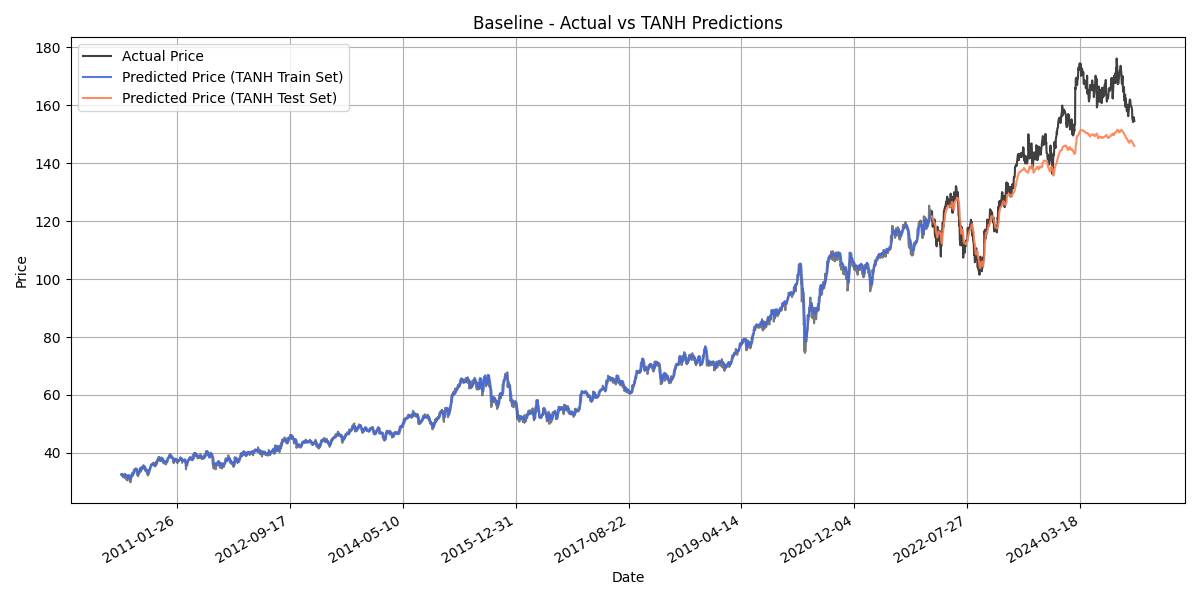 Baseline - Actual vs TANH Predictions
Actual Price
Predicted Price (TANH Train Set)
Predicted Price (TANH Test Set)
Price
180
160
140
120
100
80
60
40
2011-01-26
2012-09-17
2014-05-10
2015-12-31
2017-08-22
2019-04-14
2020-12-04
2022-07-27
2024-03-18
Date